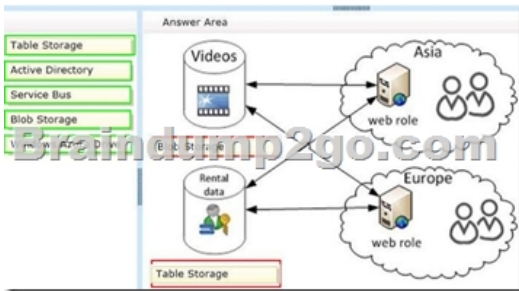 Answer Area
Table Storage
Active Directory
Service Bus
Blob Storage
Videos
Asia
web role
Blob Storage
Braindump2go.com
Rental
data
Europe
web role
Table Storage